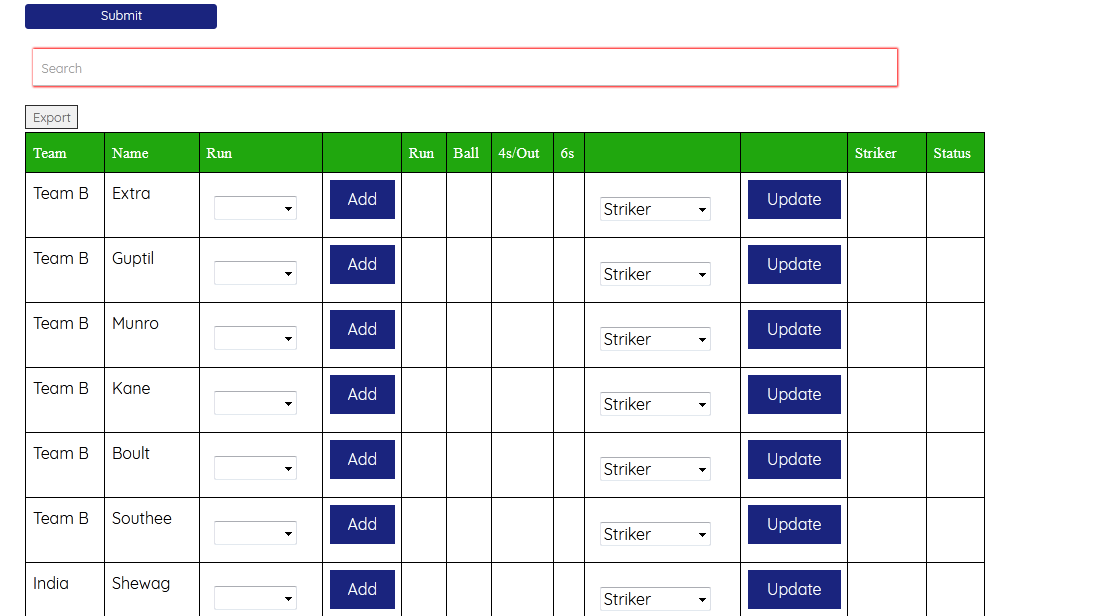 Submit
Search
Export
Team Name Run Run Ball 4s/Out 6s Striker Status
Team B Extra Add Striker Update
Team B Guptil Add Striker Update
Team B Munro Add Striker Update
Team B Kane Add Striker Update
Team B Boult Add Striker Update
Team B Southee Add Striker Update
India Shewag Add Striker Update